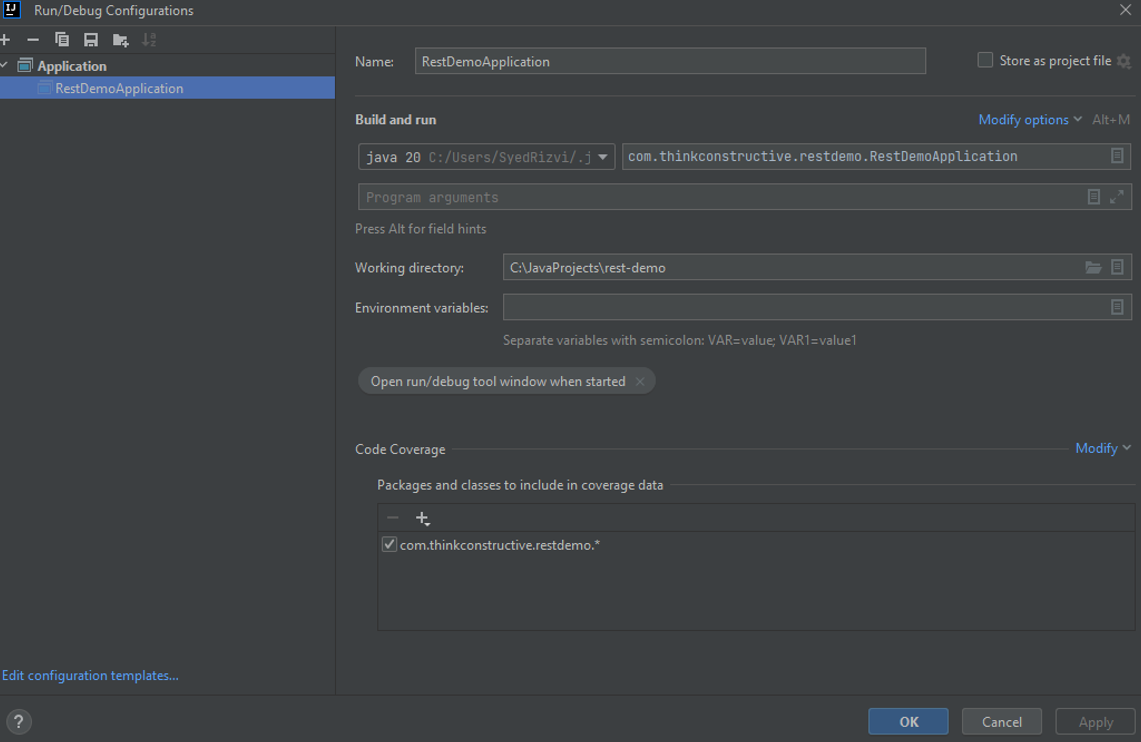 IJ Run/Debug Configurations
Application
RestDemoApplication
Edit configuration templates...
Name: RestDemoApplication Store as project file
Build and run Modify options Alt+M
java 20 C:/Users/SyedRizvi/.j com.thinkconstructive.restdemo.RestDemoApplication
Program arguments
Press Alt for field hints
Working directory: C:\JavaProjects\rest-demo
Environment variables:
Separate variables with semicolon: VAR=value; VAR1=value1
Open run/debug tool window when started
Code Coverage Modify
Packages and classes to include in coverage data
com.thinkconstructive.restdemo.*
? OK Cancel Apply